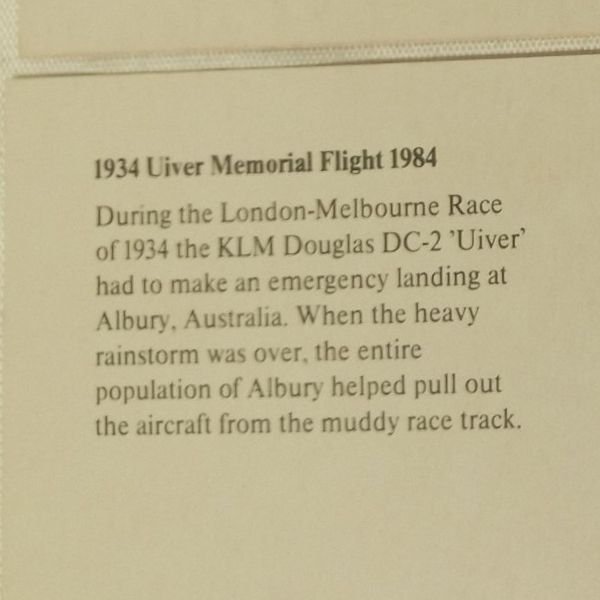 1934 Uiver Memorial Flight 1984
During the London-Melbourne Race
of 1934 the KLM Douglas DC-2 'Uiver'
had to make an emergency landing at
Albury, Australia. When the heavy
rainstorm was over, the entire
population of Albury helped pull out
the aircraft from the muddy race track.